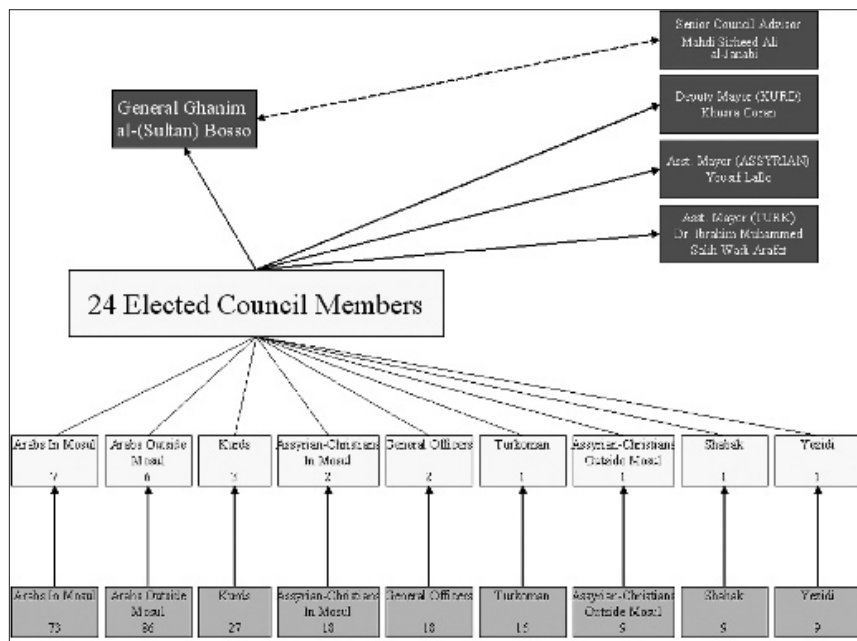 Senior Council Advisor
Mahdi Sirheed Ali
al-Janabi
General Ghanim
al-(Sultan) Bosso
Deputy Mayor (KURD)
Khusro Goran
Asst. Mayor (ASSYRIAN)
Yousif Lallo
Asst. Mayor (TURK)
Dr. Ibrahim Muhammed
Salih Wadi Arafat
24 Elected Council Members
Arabs In Mosul
7
Arabs Outside
Mosul
6
Kurds
3
Assyrian-Christians
In Mosul
2
General Officers
2
Turkoman
1
Assyrian-Christians
Outside Mosul
1
Shabak
1
Yezidi
1
Arabs In Mosul
73
Arabs Outside
Mosul
86
Kurds
27
Assyrian-Christians
In Mosul
18
General Officers
18
Turkoman
Assyrian-Christians
Outside Mosul
9
Shabak
9
Yezidi
9